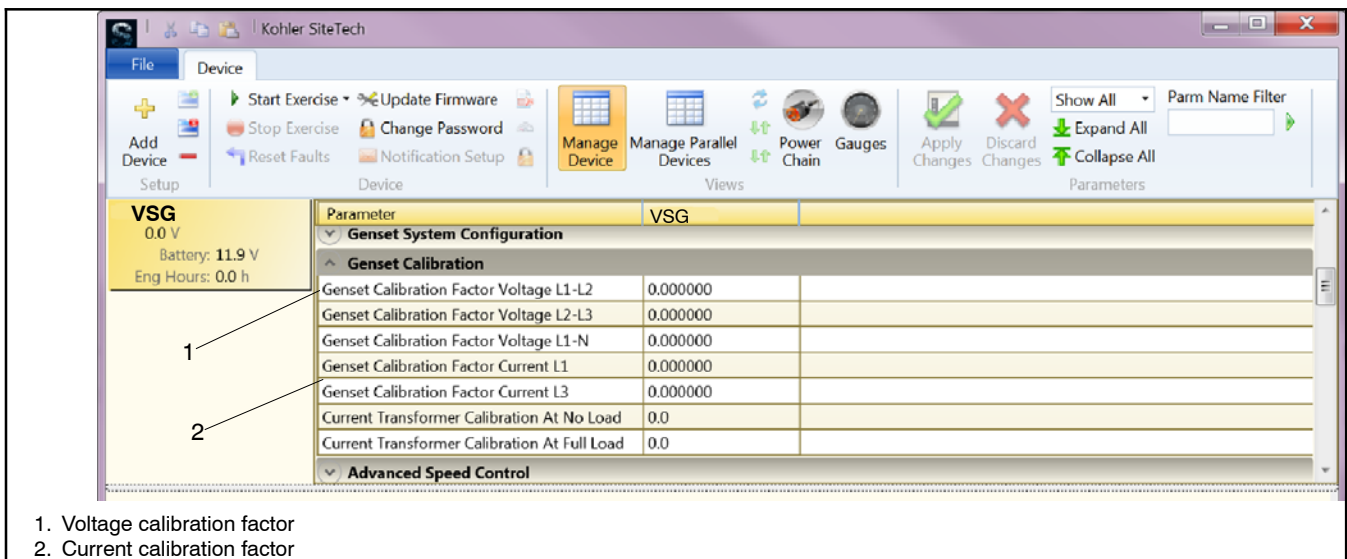 Kohler SiteTech
File Device
Start Exercise Update Firmware Show All Parm Name Filter
Stop Exercise Change Password Expand All
Add Device Reset Faults Notification Setup Manage Device Manage Parallel Devices Power Chain Gauges Apply Changes Discard Changes Collapse All
Setup Device Views Parameters
VSG Parameter VSG
0.0 V Genset System Configuration
Battery: 11.9 V Genset Calibration
Eng Hours: 0.0 h
Genset Calibration Factor Voltage L1-L2 0.000000
Genset Calibration Factor Voltage L2-L3 0.000000
1 Genset Calibration Factor Voltage L1-N 0.000000
Genset Calibration Factor Current L1 0.000000
Genset Calibration Factor Current L3 0.000000
2 Current Transformer Calibration At No Load 0.0
Current Transformer Calibration At Full Load 0.0
Advanced Speed Control
1. Voltage calibration factor
2. Current calibration factor